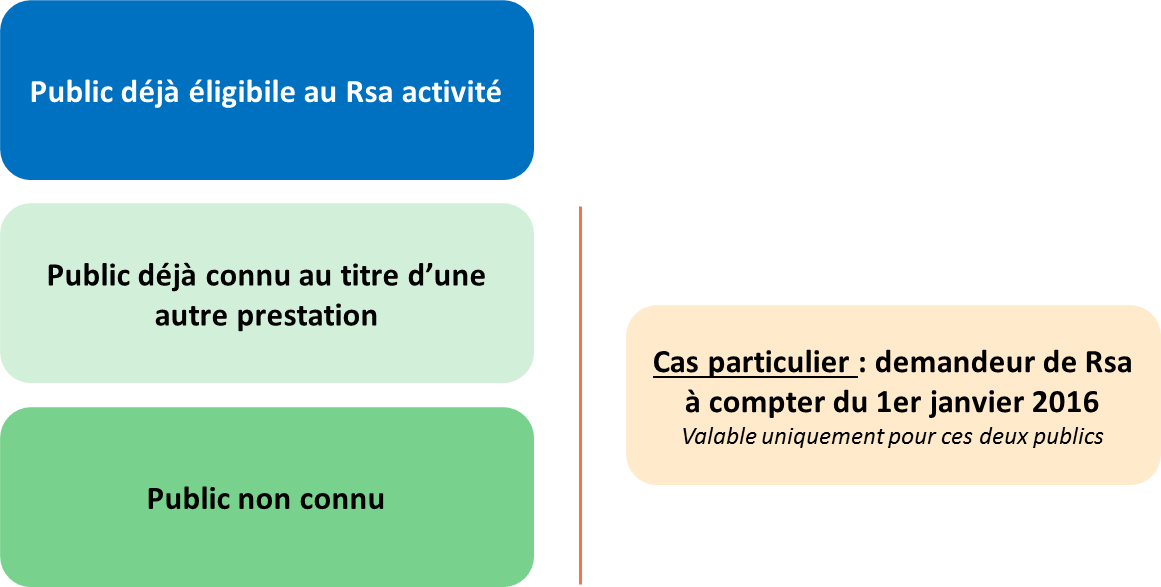 Public déjà éligibile au Rsa activité
Public déjà connu au titre d’une
autre prestation
Public non connu
Cas particulier : demandeur de Rsa
à compter du 1er janvier 2016
Valable uniquement pour ces deux publics